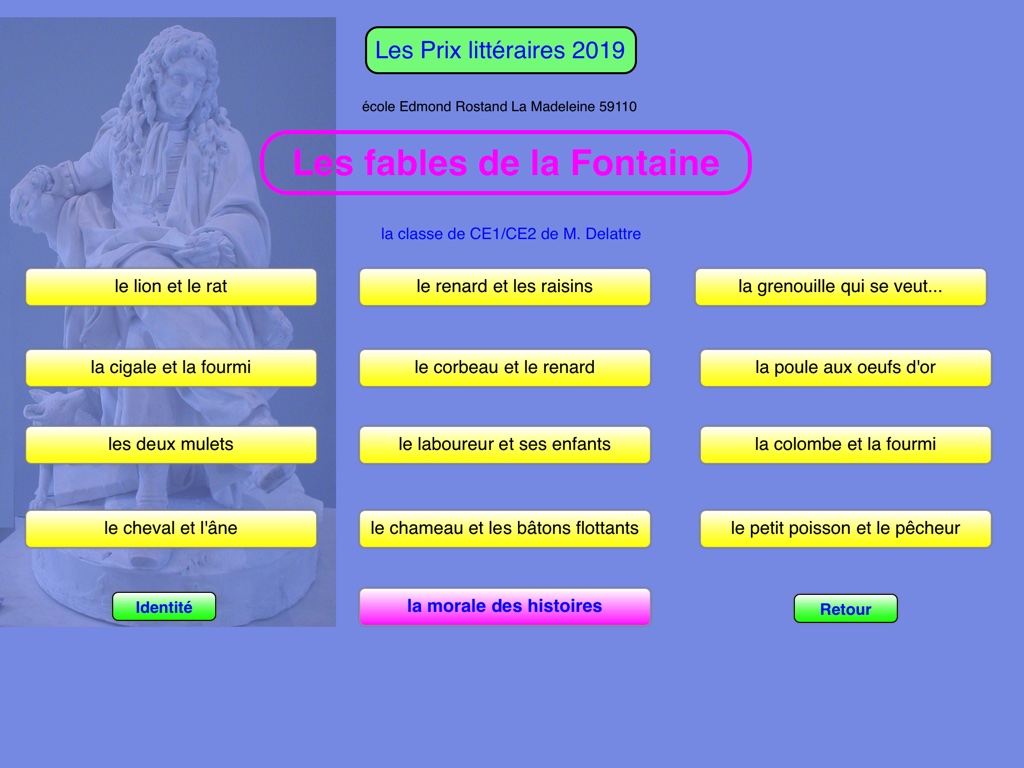 Les Prix littéraires 2019
école Edmond Rostand La Madeleine 59110
Les fables de la Fontaine
la classe de CE1/CE2 de M. Delattre
le lion et le rat
le renard et les raisins
la grenouille qui se veut...
la cigale et la fourmi
le corbeau et le renard
la poule aux oeufs d'or
les deux mulets
le laboureur et ses enfants
la colombe et la fourmi
le cheval et l'âne
le chameau et les bâtons flottants
le petit poisson et le pêcheur
Identité
la morale des histoires
Retour